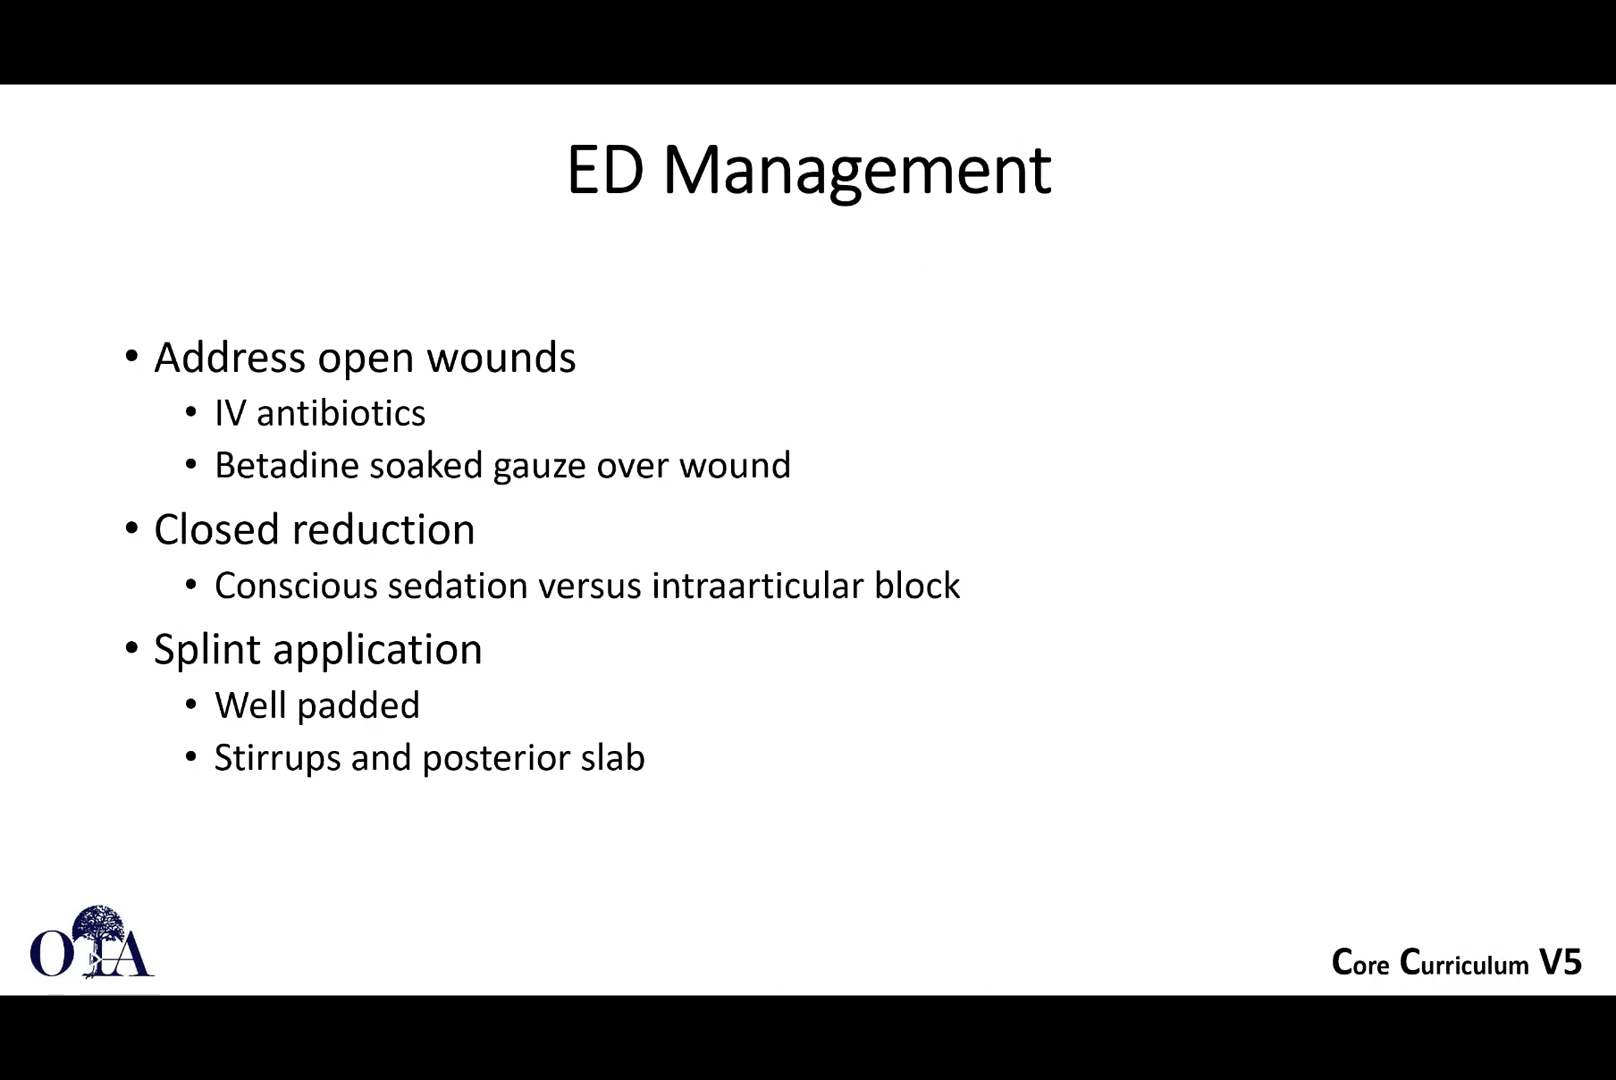 ED Management
• Address open wounds
• IV antibiotics
• Betadine soaked gauze over wound
• Closed reduction
• Conscious sedation versus intraarticular block
• Splint application
• Well padded
• Stirrups and posterior slab
OTA
Core Curriculum V5